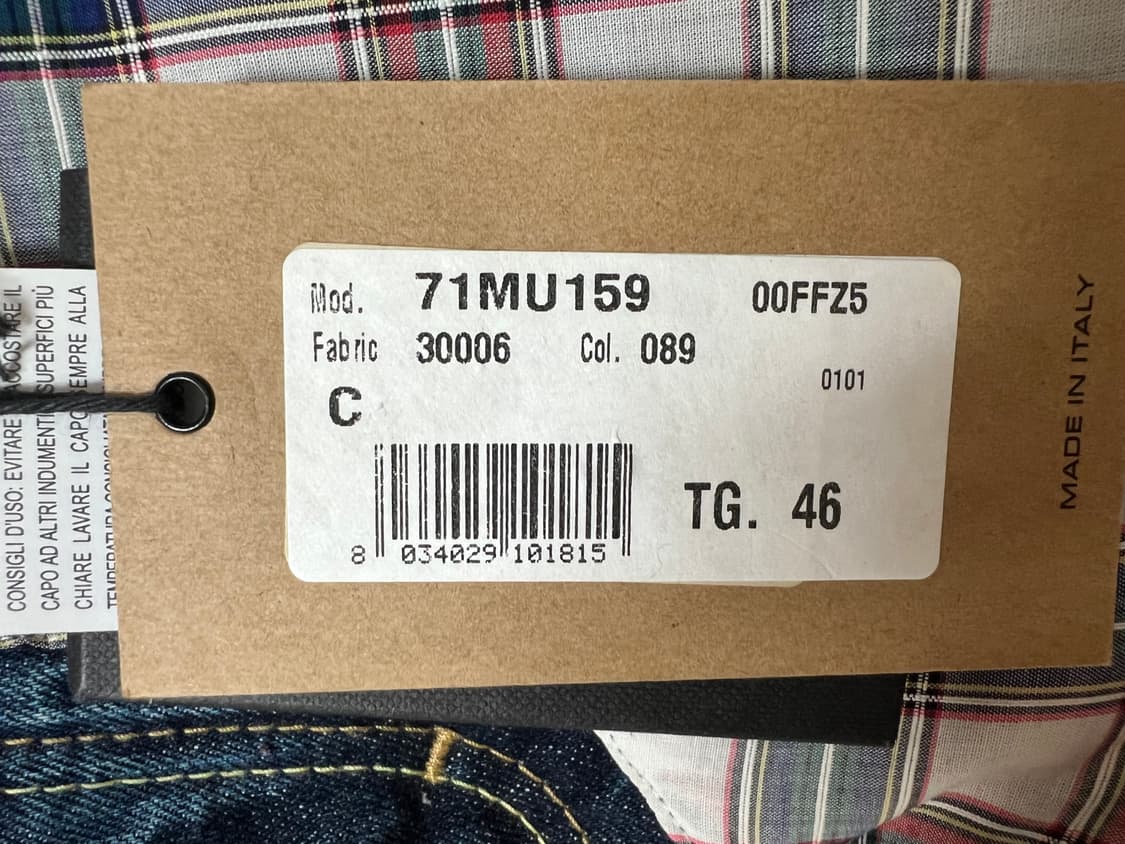 Mod. 71MU159 00FFZ5
Fabric 30006 Col. 089
0101
C
TG. 46
8 034029 101815
MADE IN ITALY
CONSIGLI D'USO: EVITARE ACCOSTARE IL
CAPO AD ALTRI INDUMENTI SUPERFICI PIÙ
CHIARE LAVARE IL CAPO SEMPRE ALLA
TEMPERATURA